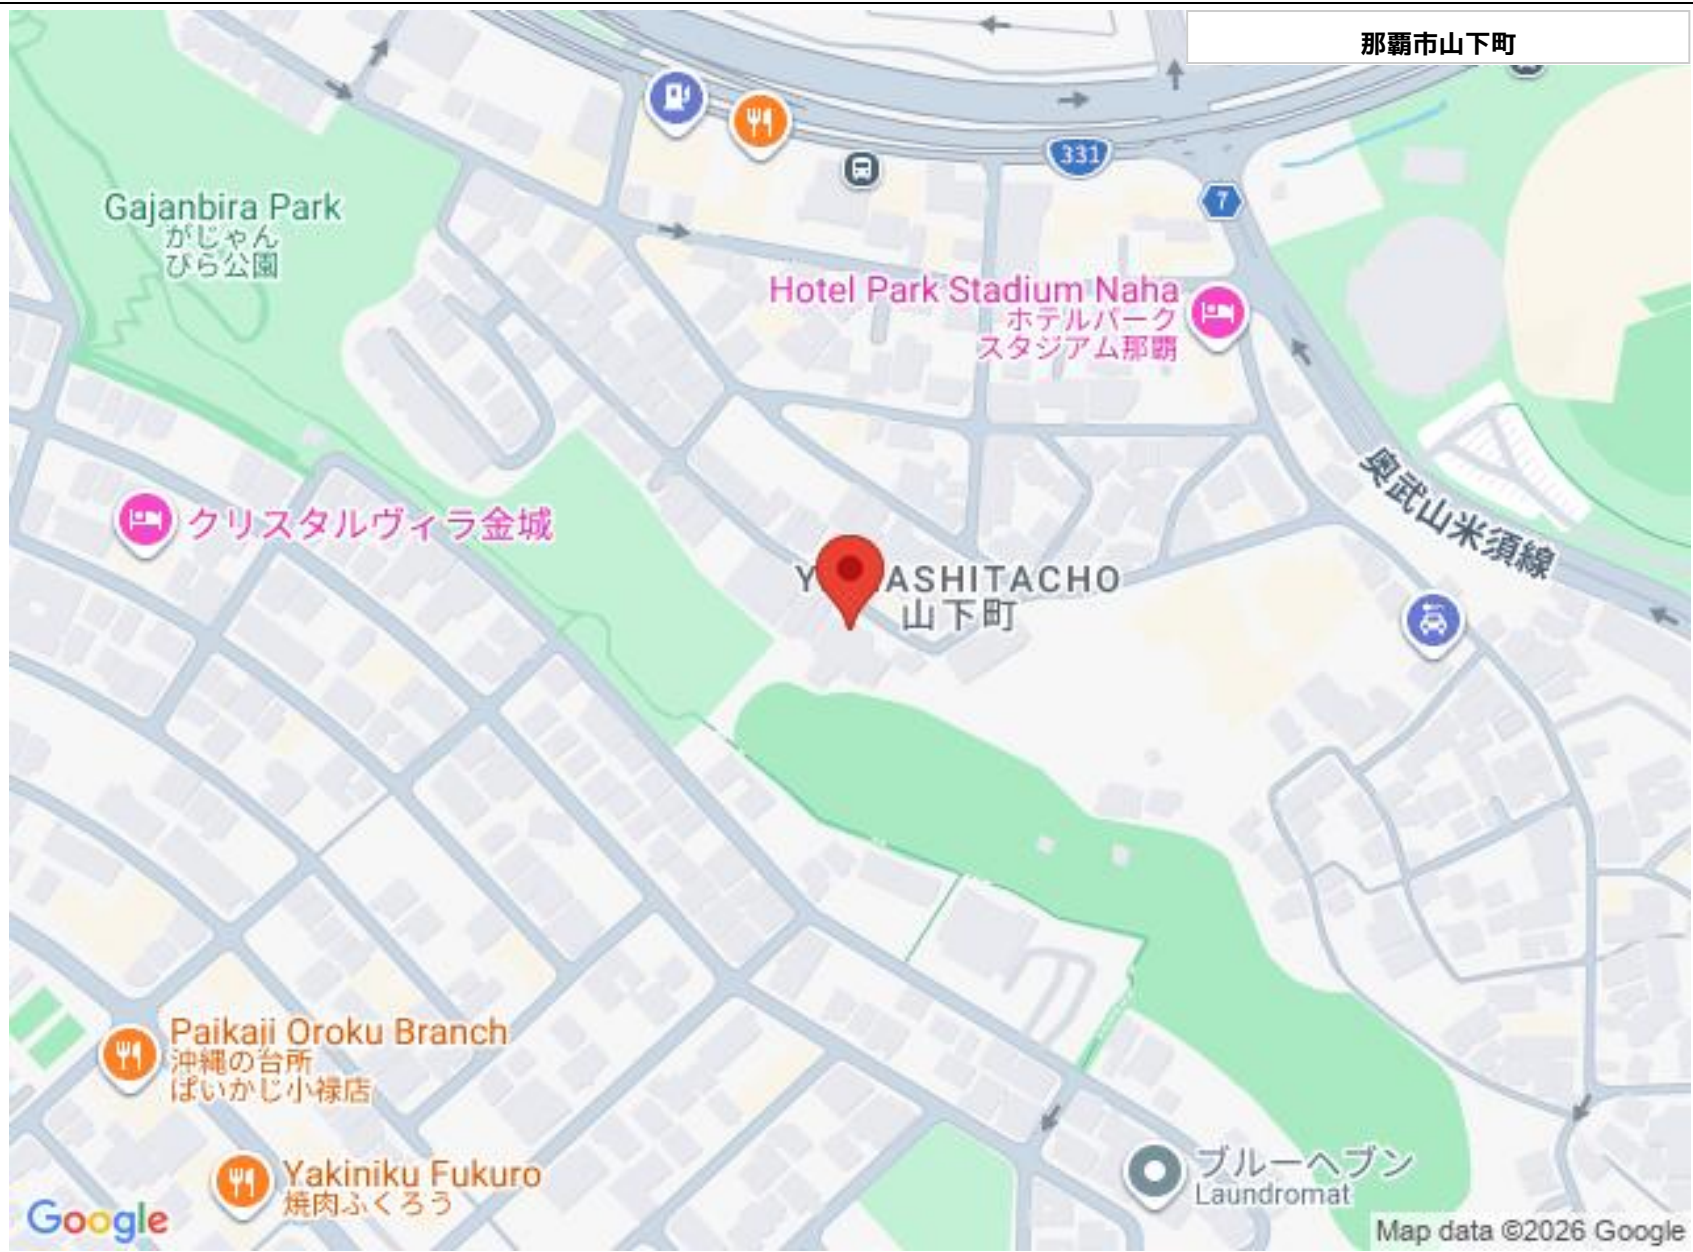 那覇市山下町
331
7
Gajanbira Park
がじゃん
びら公園
Hotel Park Stadium Naha
ホテルパーク
スタジアム那覇
奥武山米須線
クリスタルヴィラ金城
ASHITACHO
山下町
Paikaji Oroku Branch
沖縄の台所
ぱいかじ小禄店
Yakiniku Fukuro
焼肉ふくろう
ブルーヘブン
Laundromat
Google
Map data ©2026 Google